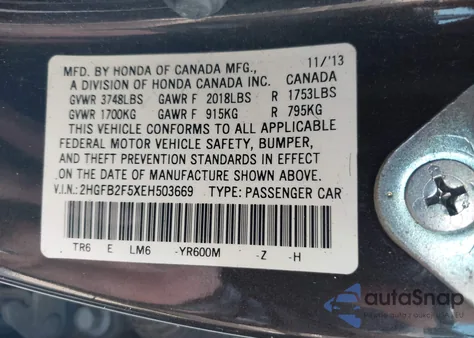 11/'13
MFD. BY HONDA OF CANADA MFG.,
A DIVISION OF HONDA CANADA INC. CANADA
GVWR 3748LBS GAWR F 2018LBS R 1753LBS
GVWR 1700KG GAWR F 915KG R 795KG
THIS VEHICLE CONFORMS TO ALL APPLICABLE
FEDERAL MOTOR VEHICLE SAFETY, BUMPER,
AND THEFT PREVENTION STANDARDS IN EFFECT
ON THE DATE OF MANUFACTURE SHOWN ABOVE.
V.I.N.: 2HGFB2F5XEH503669 TYPE: PASSENGER CAR
TR6 E LM6 -YR600M -Z -H
autoSnap